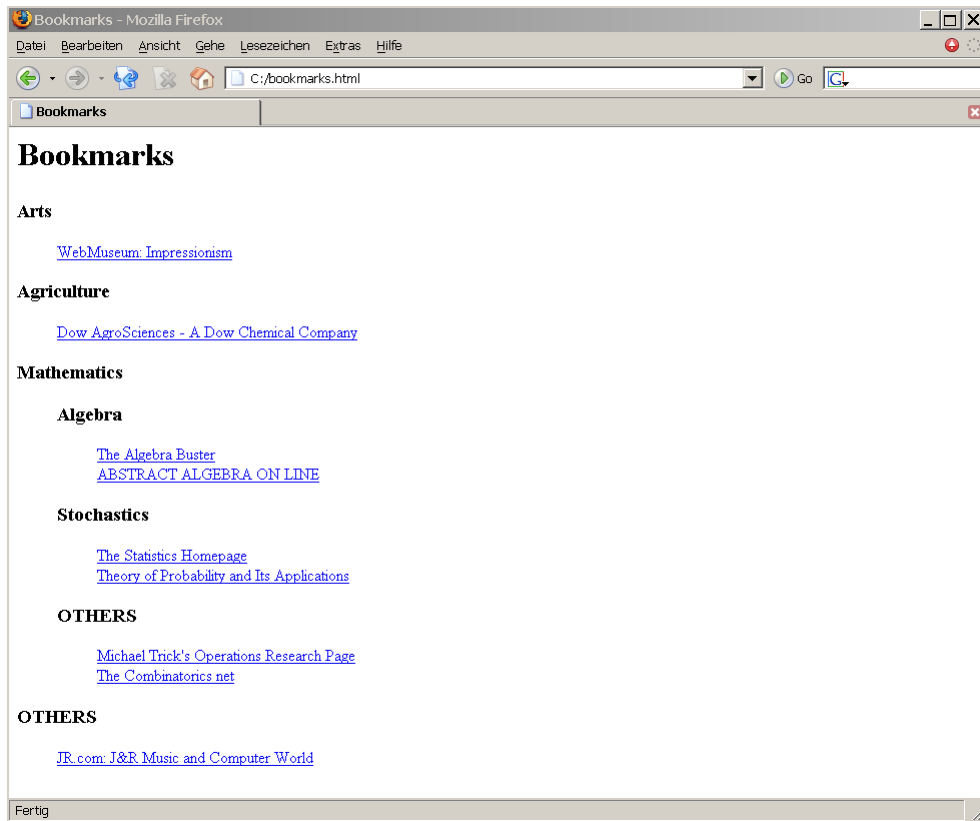 Bookmarks - Mozilla Firefox
Datei Bearbeiten Ansicht Gehe Lesezeichen Extras Hilfe
C:/bookmarks.html Go G
Bookmarks
Bookmarks
Arts
WebMuseum: Impressionism
Agriculture
Dow AgroSciences - A Dow Chemical Company
Mathematics
Algebra
The Algebra Buster
ABSTRACT ALGEBRA ON LINE
Stochastics
The Statistics Homepage
Theory of Probability and Its Applications
OTHERS
Michael Trick's Operations Research Page
The Combinatorics net
OTHERS
JR.com: J&R Music and Computer World
Fertig